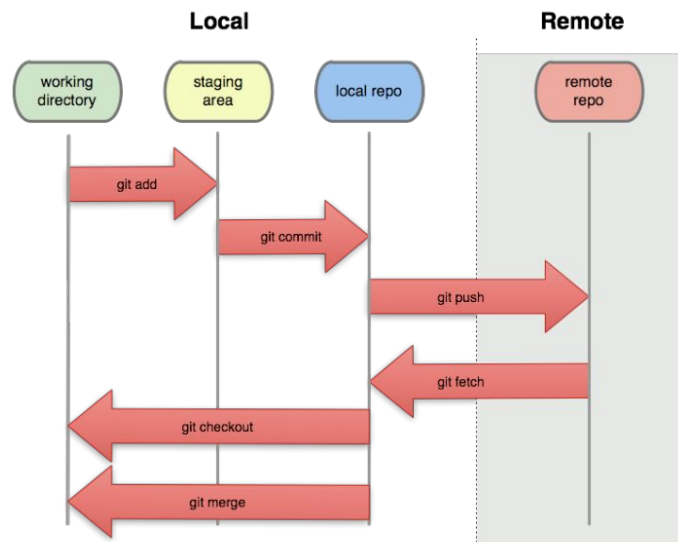 Local
Remote
working
directory
staging
area
local repo
remote
repo
git add
git commit
git push
git fetch
git checkout
git merge